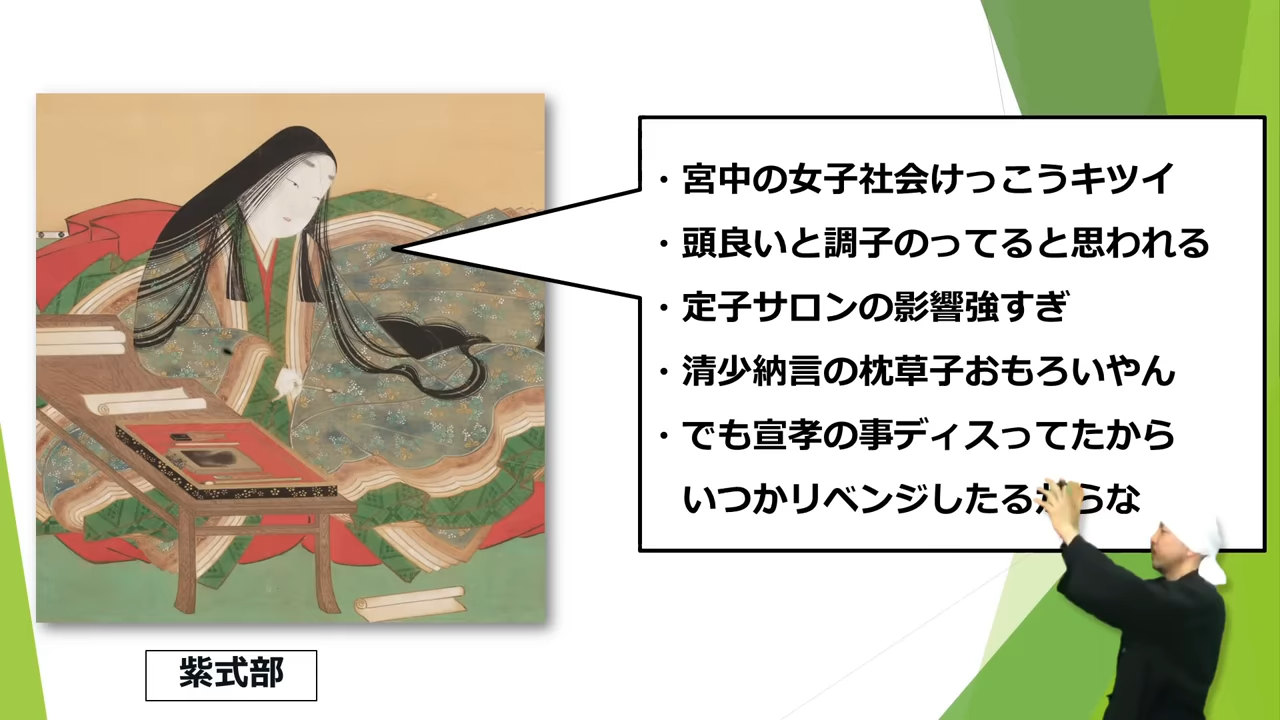 ・宮中の女子社会けっこうキツイ
・頭良いと調子のってると思われる
・定子サロンの影響強すぎ
・清少納言の枕草子おもろいやん
・でも宣孝の事ディスってたから
いつかリベンジしたるからな
紫式部